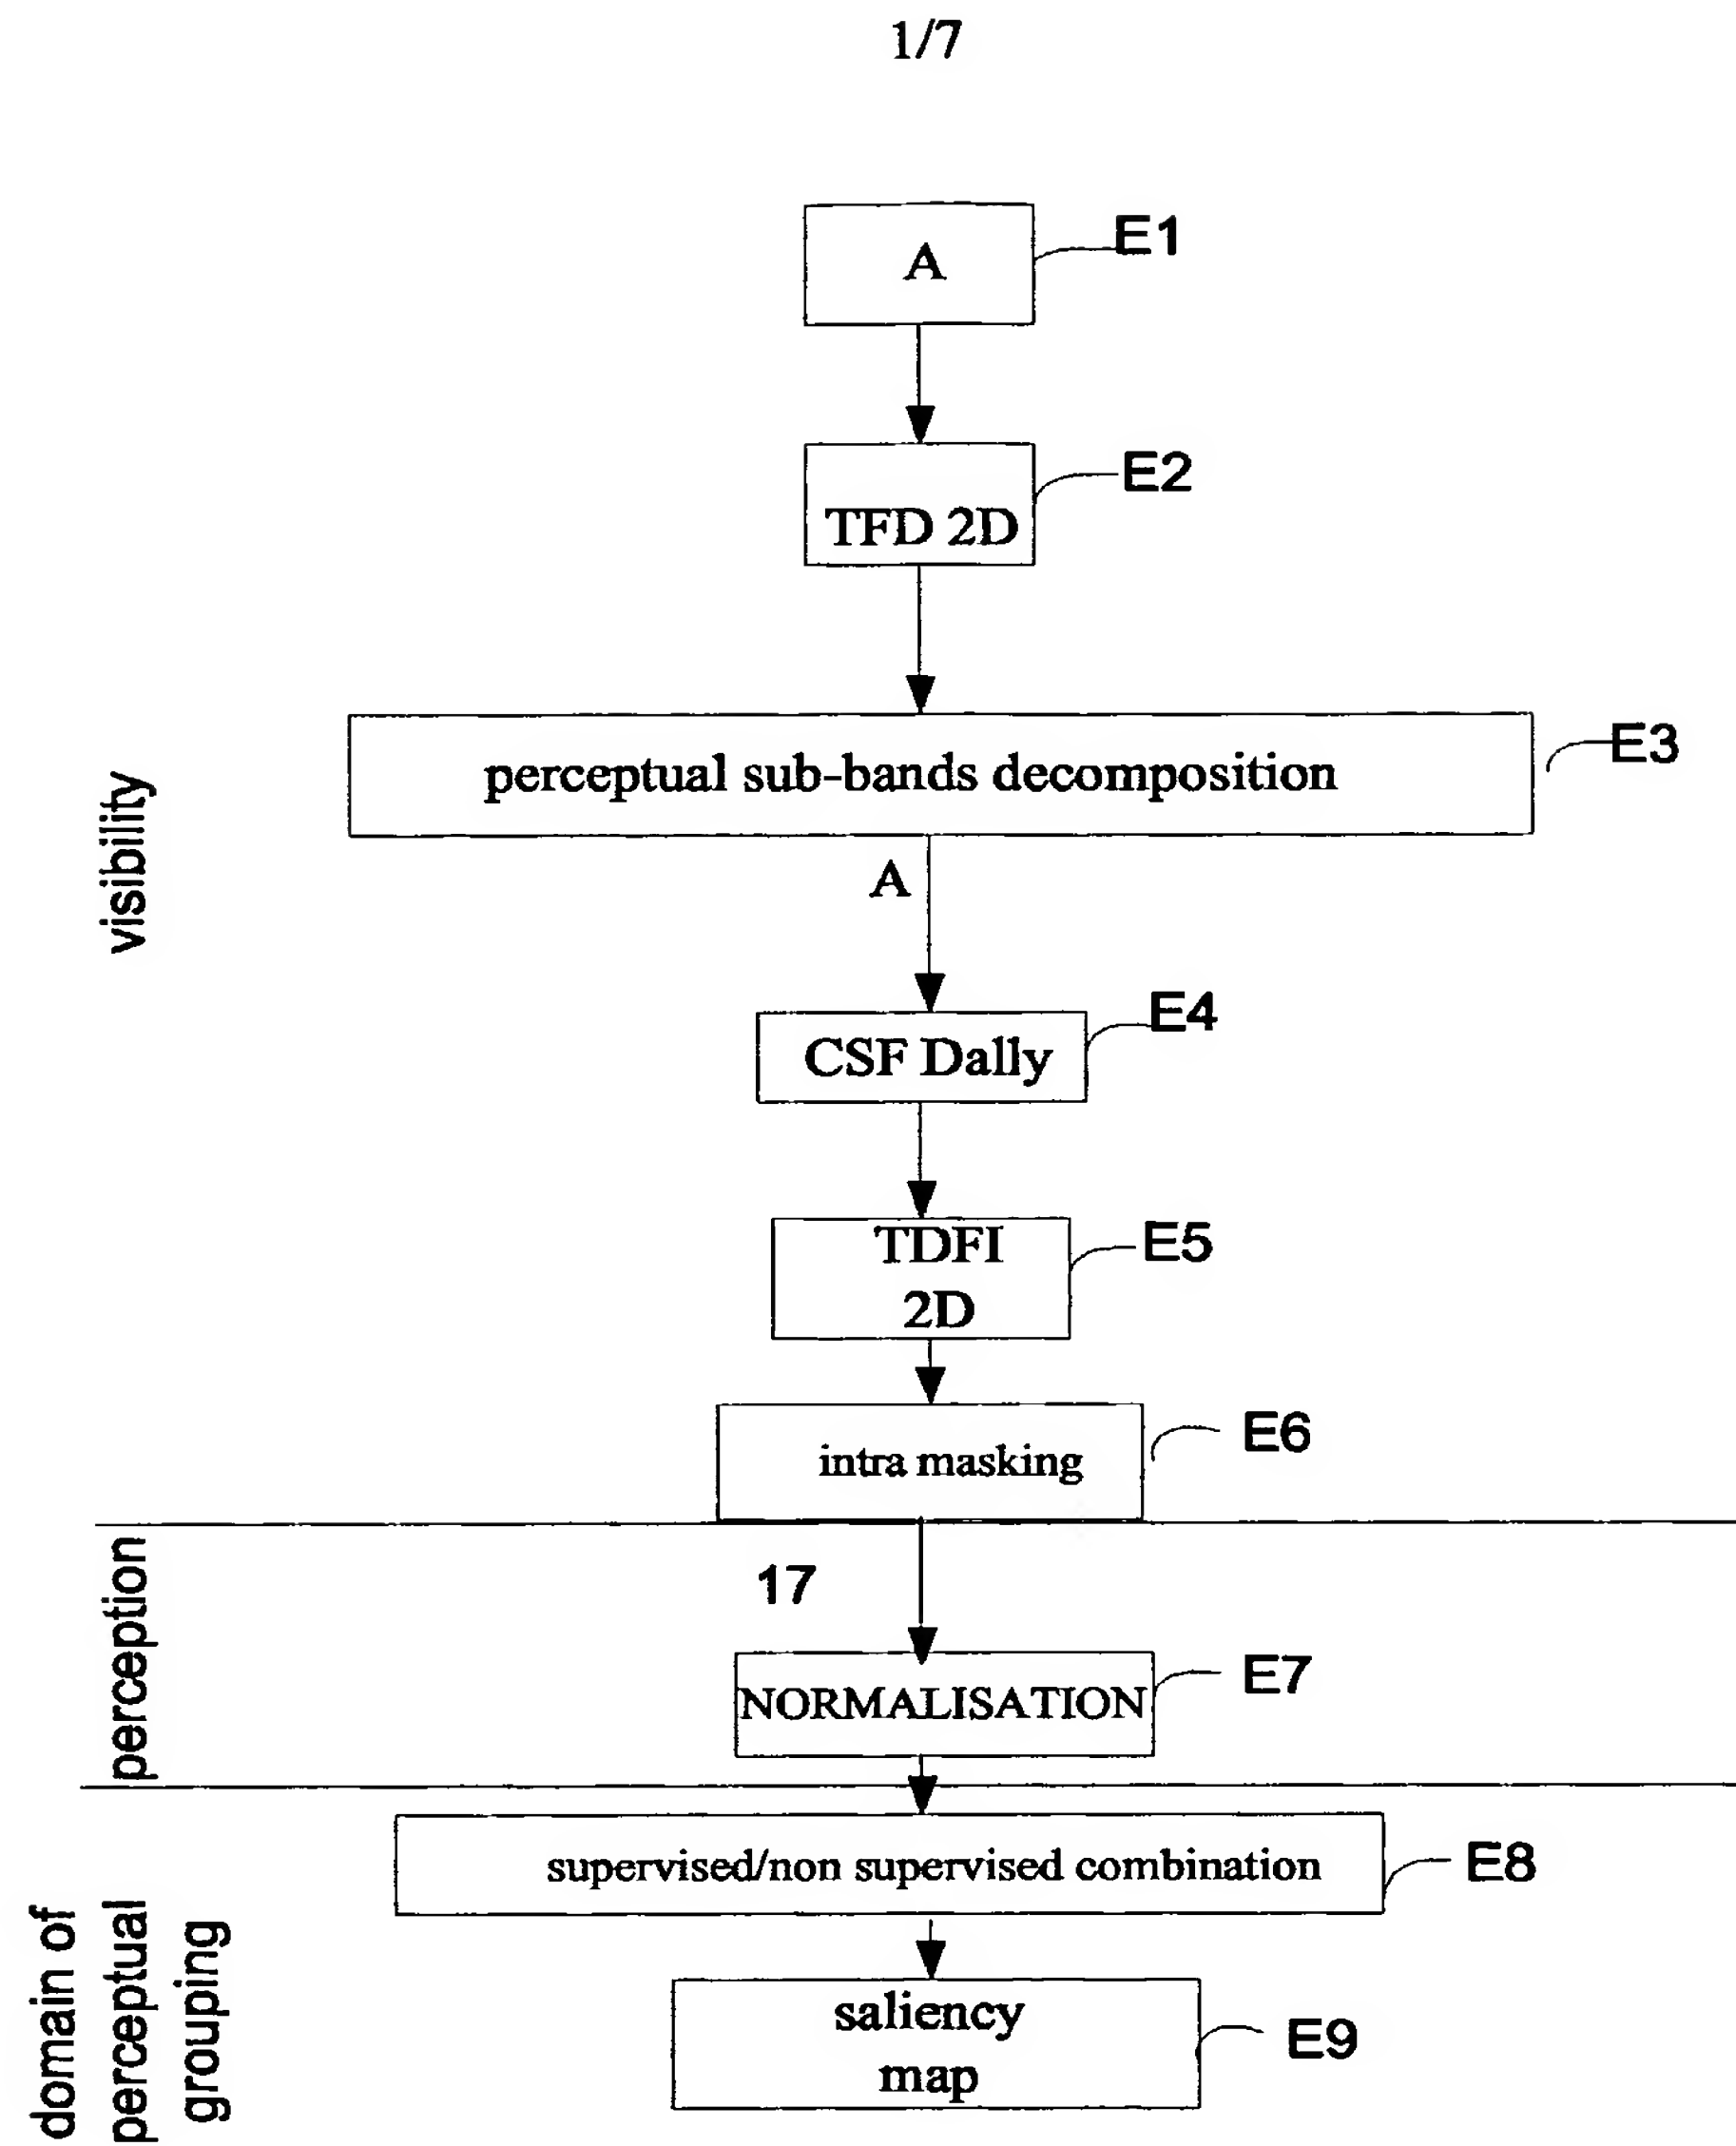 1/7
A
E1
TFD 2D
E2
perceptual sub-bands decomposition
E3
visibility
A
CSF Dally
E4
TDFI
2D
E5
intra masking
E6
perception
17
NORMALISATION
E7
supervised/non supervised combination
E8
domain of
perceptual
grouping
saliency
map
E9